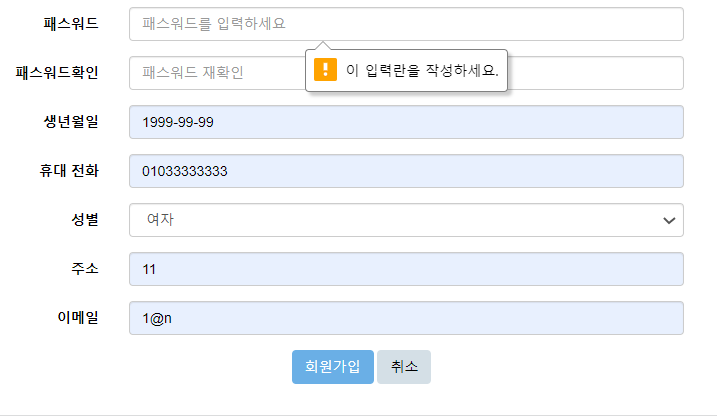 패스워드 패스워드를 입력하세요
! 이 입력란을 작성하세요.
패스워드확인 패스워드 재확인
생년월일 1999-99-99
휴대 전화 01033333333
성별 여자
주소 11
이메일 1@n
회원가입 취소